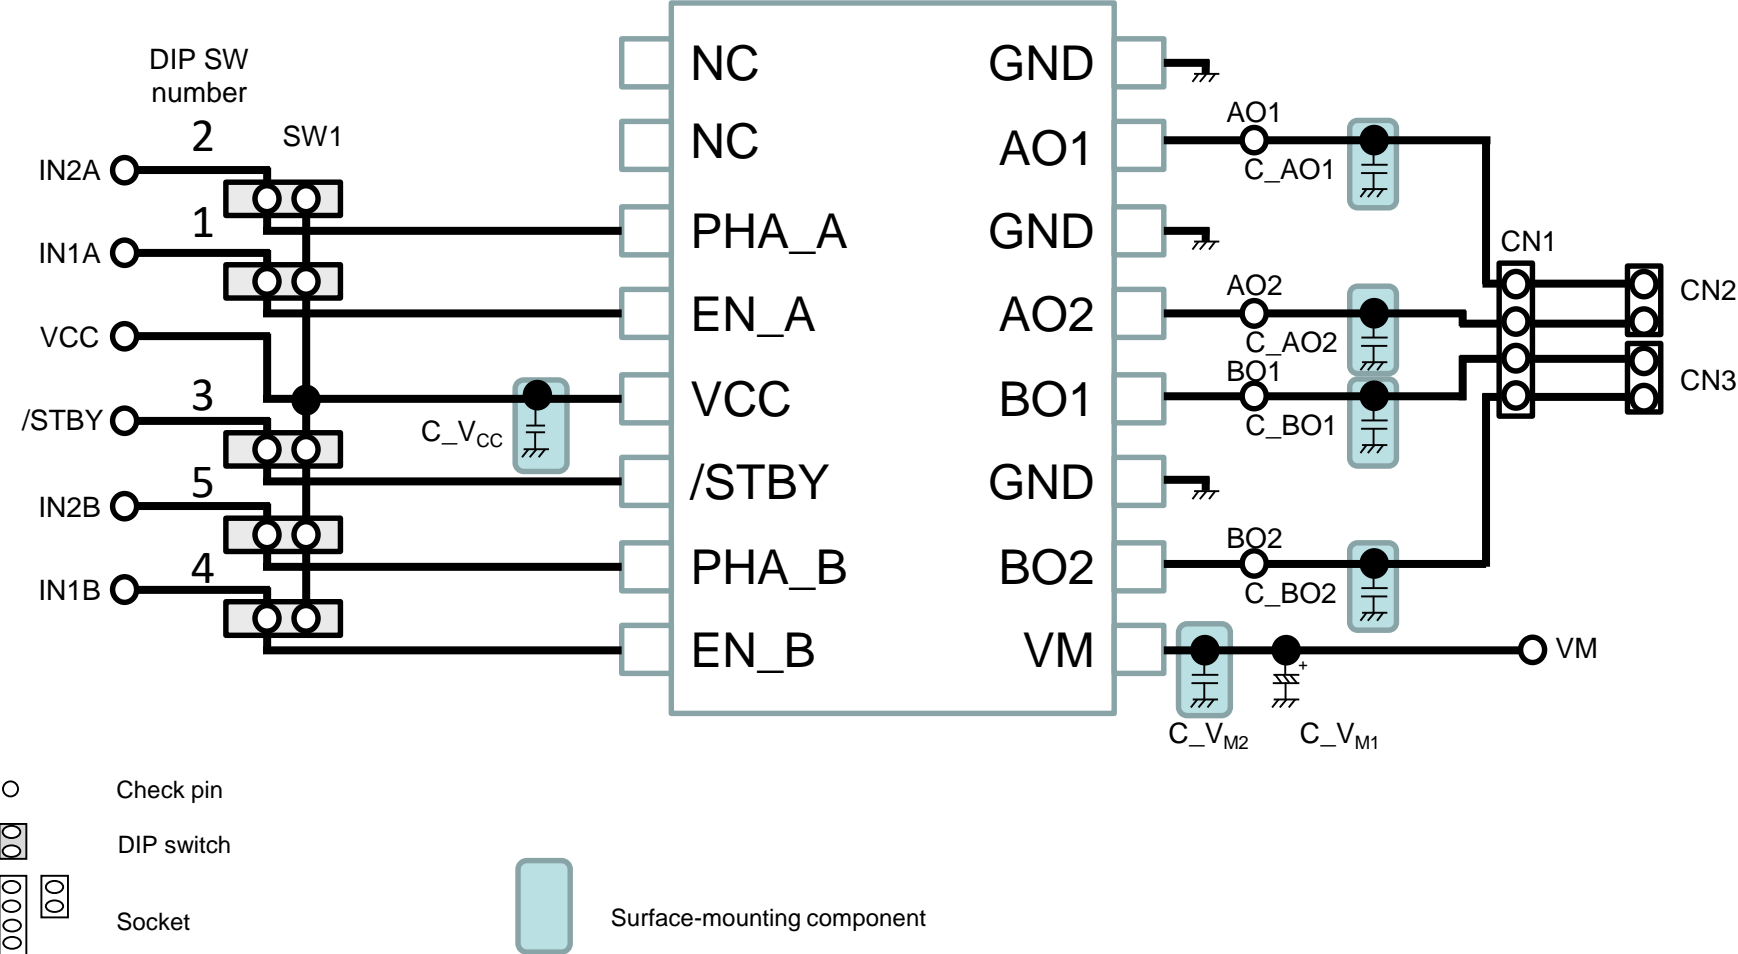 DIP SW
number
SW1
2
IN2A
1
IN1A
VCC
3
/STBY
5
IN2B
4
IN1B
C_VCC
NC
NC
PHA_A
EN_A
VCC
/STBY
PHA_B
EN_B
GND
AO1
GND
AO2
BO1
GND
BO2
VM
AO1
C_AO1
AO2
C_AO2
BO1
C_BO1
BO2
C_BO2
CN1
CN2
CN3
VM
+
C_VM2
C_VM1
Check pin
DIP switch
Socket
Surface-mounting component